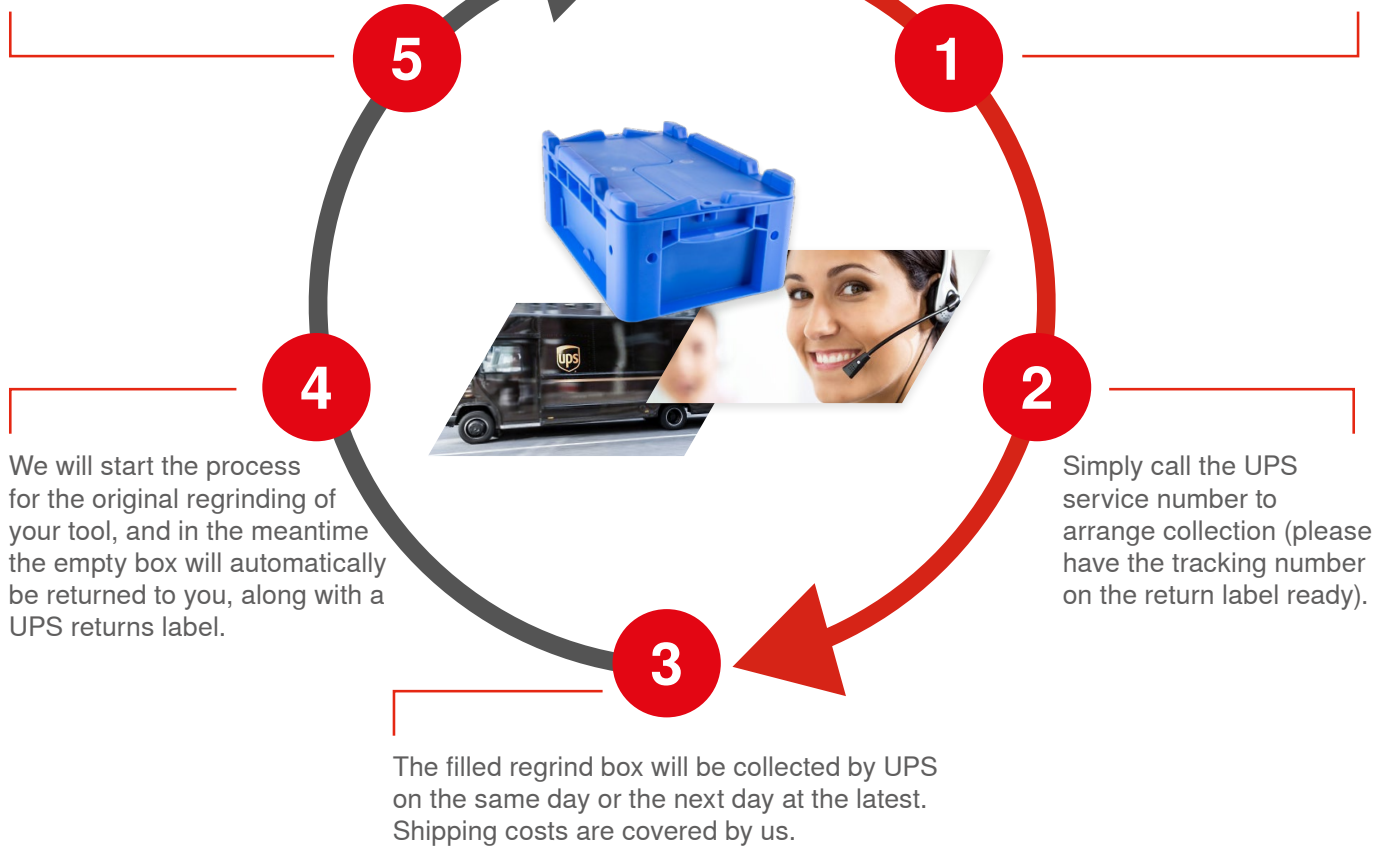 5
1
ups
4
2
We will start the process
for the original regrinding of
your tool, and in the meantime
the empty box will automatically
be returned to you, along with a
UPS returns label.
Simply call the UPS
service number to
arrange collection (please
have the tracking number
on the return label ready).
3
The filled regrind box will be collected by UPS
on the same day or the next day at the latest.
Shipping costs are covered by us.